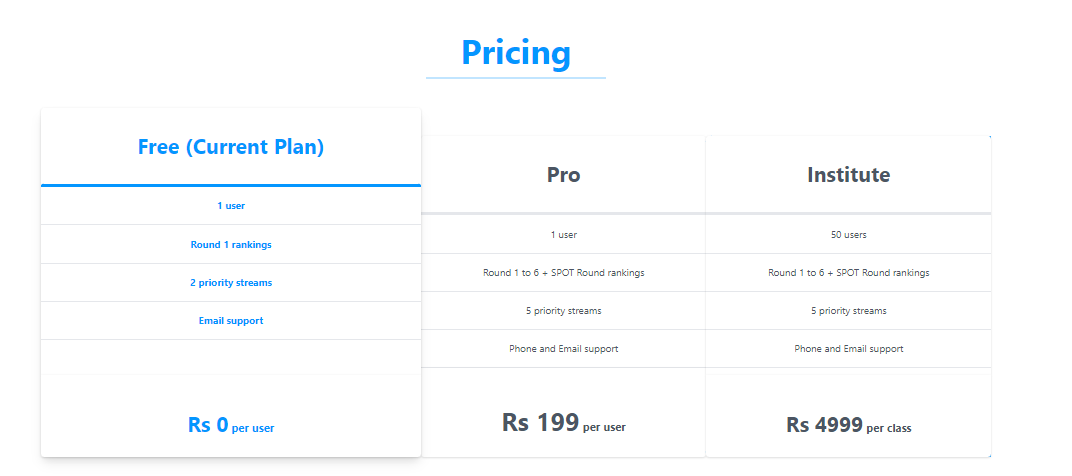 Pricing
Free (Current Plan)
1 user
Round 1 rankings
2 priority streams
Email support
Rs 0 per user
Pro
1 user
Round 1 to 6 + SPOT Round rankings
5 priority streams
Phone and Email support
Rs 199 per user
Institute
50 users
Round 1 to 6 + SPOT Round rankings
5 priority streams
Phone and Email support
Rs 4999 per class